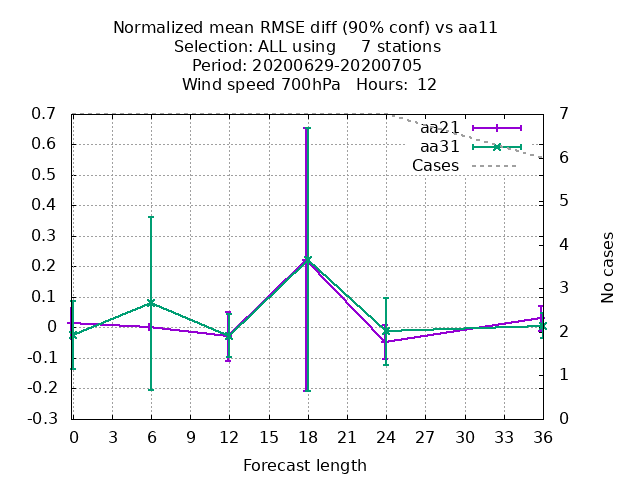 Normalized mean RMSE diff (90% conf) vs aa11
Selection: ALL using     7 stations
Period: 20200629-20200705
Wind speed 700hPa   Hours:  12
0.7
0.6
0.5
0.4
0.3
0.2
0.1
0
-0.1
-0.2
-0.3
7
6
5
4
3
2
1
0
No cases
aa21
aa31
Cases
0 3 6 9 12 15 18 21 24 27 30 33 36
Forecast length